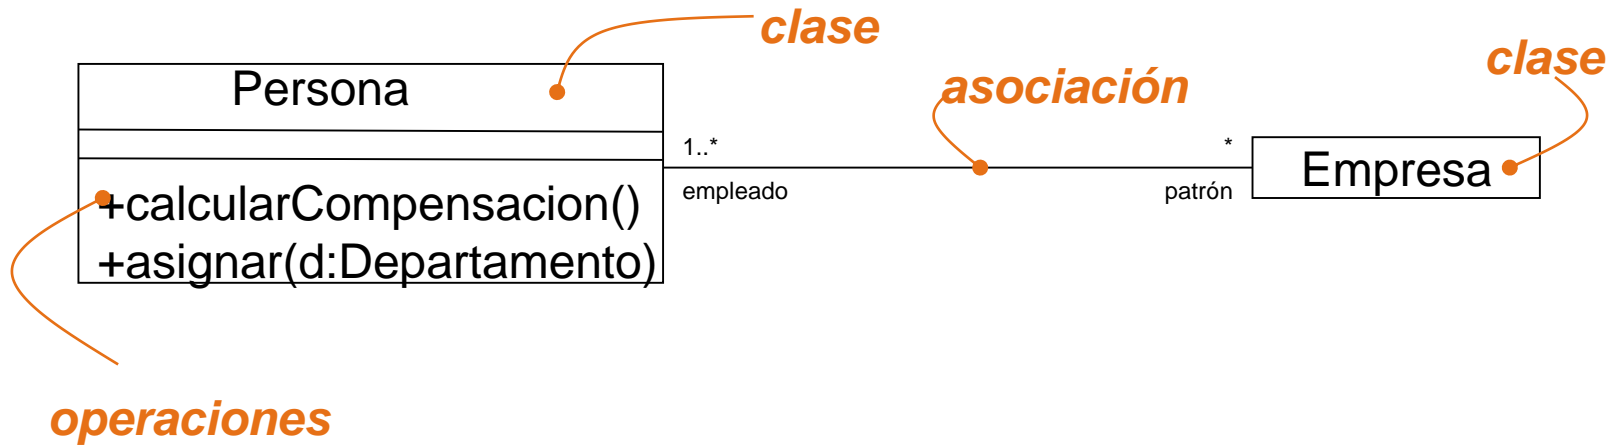 clase
clase
Persona
asociación
1..*
*
Empresa
+calcularCompensacion()
empleado
patrón
+asignar(d:Departamento)
operaciones